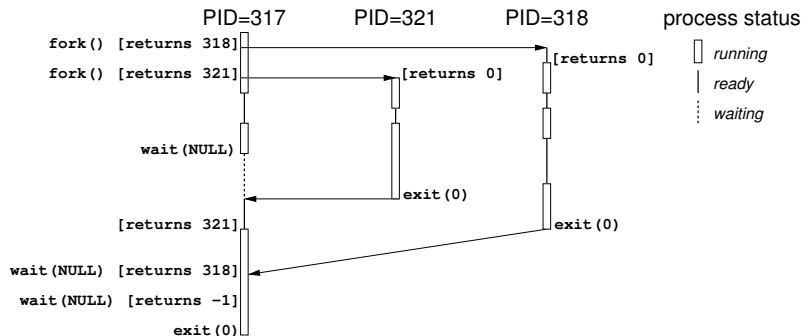 PID=317 PID=321 PID=318 process status
fork() [returns 318]
[returns 0] running
fork() [returns 321] [returns 0]
ready
waiting
wait(NULL)
exit(0)
[returns 321] exit(0)
wait(NULL) [returns 318]
wait(NULL) [returns -1]
exit(0)